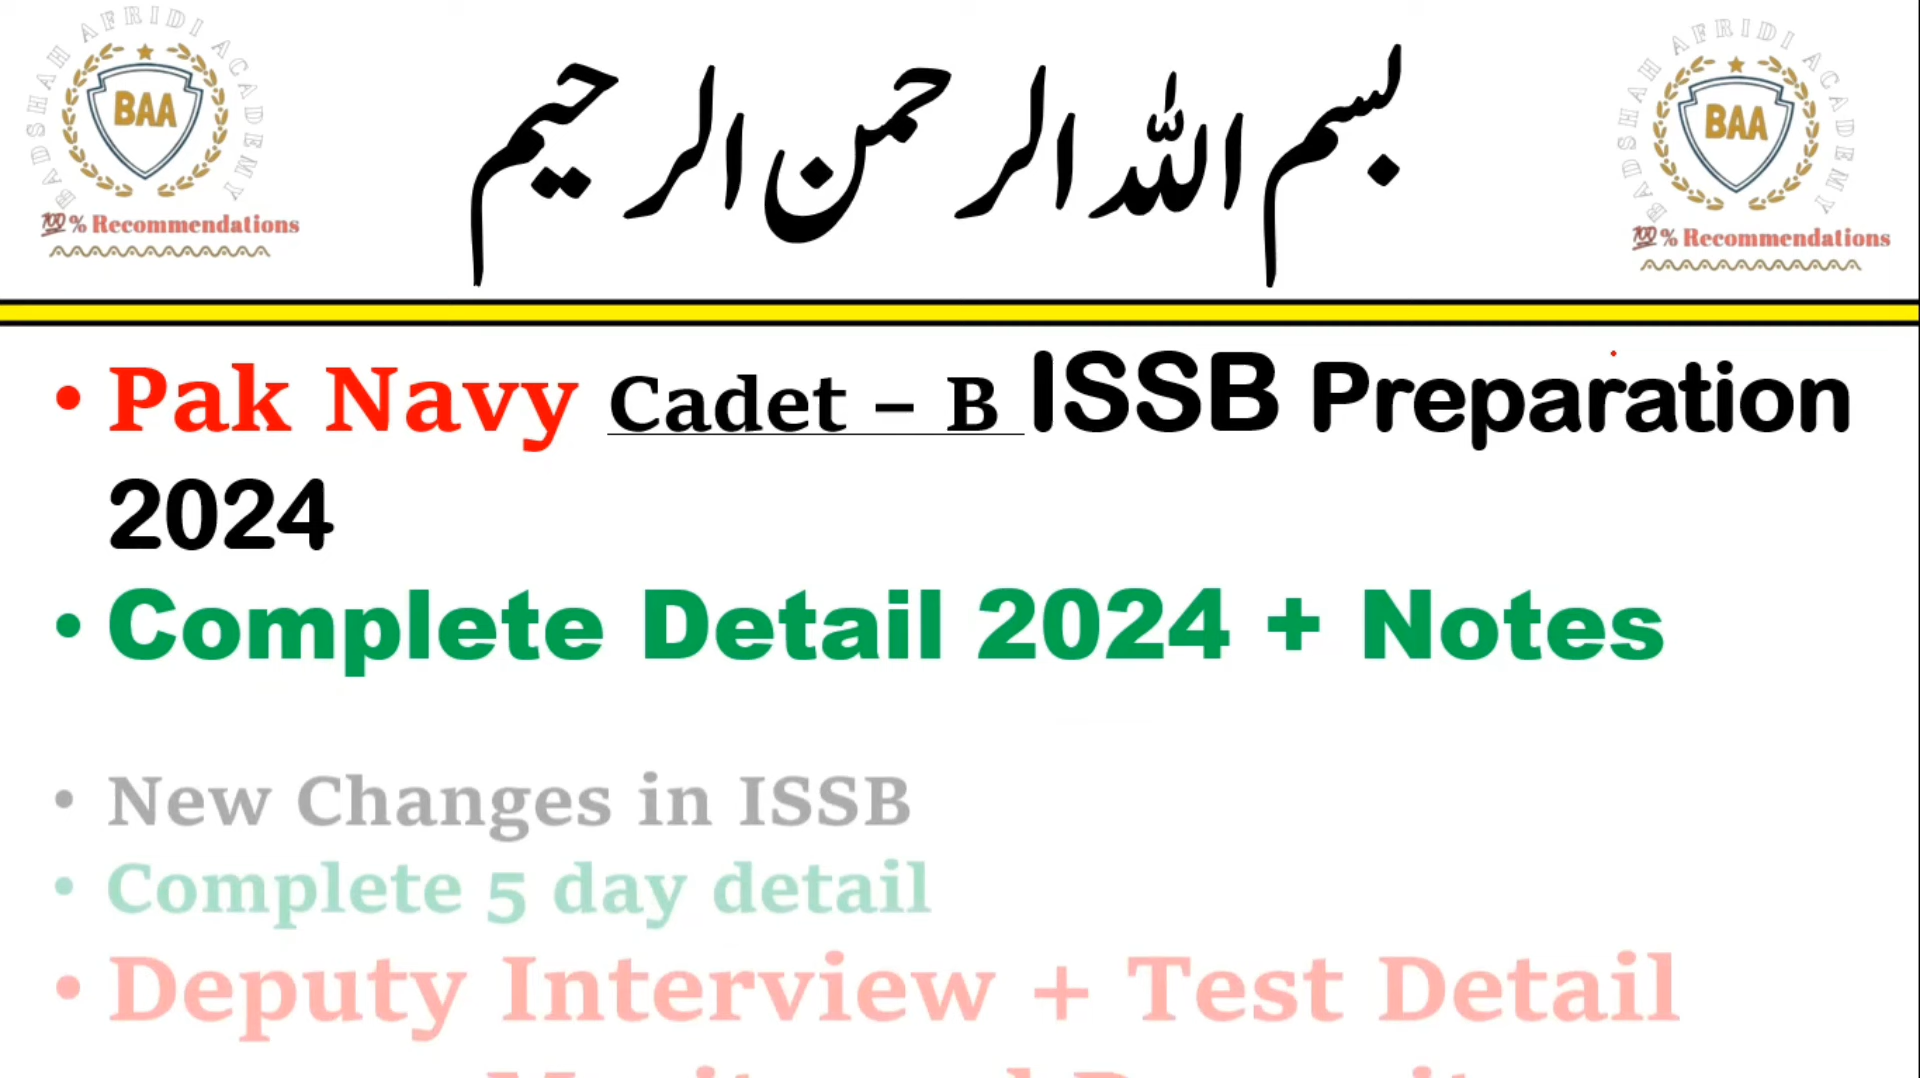 BADSHAH AFRIDI ACADEMY
BAA
💯% Recommendations
بسم اللہ الرحمن الرحیم
BADSHAH AFRIDI ACADEMY
BAA
💯% Recommendations
• Pak Navy Cadet – B ISSB Preparation
2024
• Complete Detail 2024 + Notes
• New Changes in ISSB
• Complete 5 day detail
• Deputy Interview + Test Detail